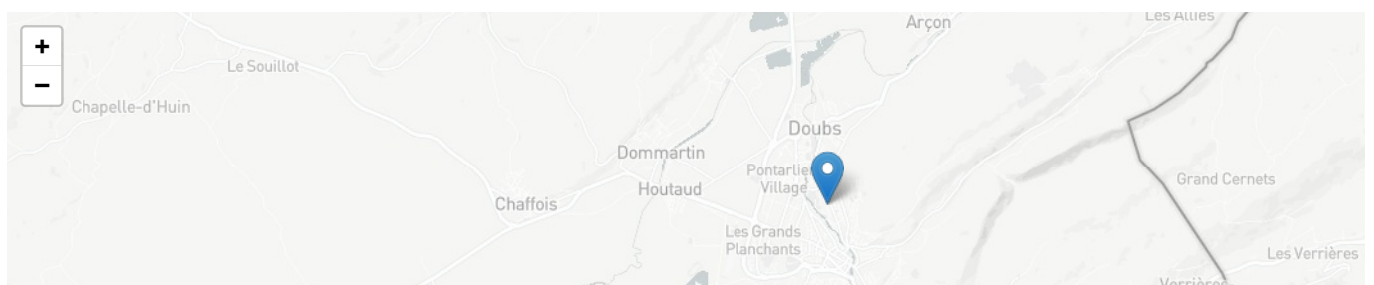 Arçon
Les Alliés
+
Le Souillot
−
Chapelle-d'Huin
Doubs
Dommartin
Pontarlier
Village
Grand Cernets
Houtaud
Chaffois
Les Grands
Planchants
Les Verrières
Verrières